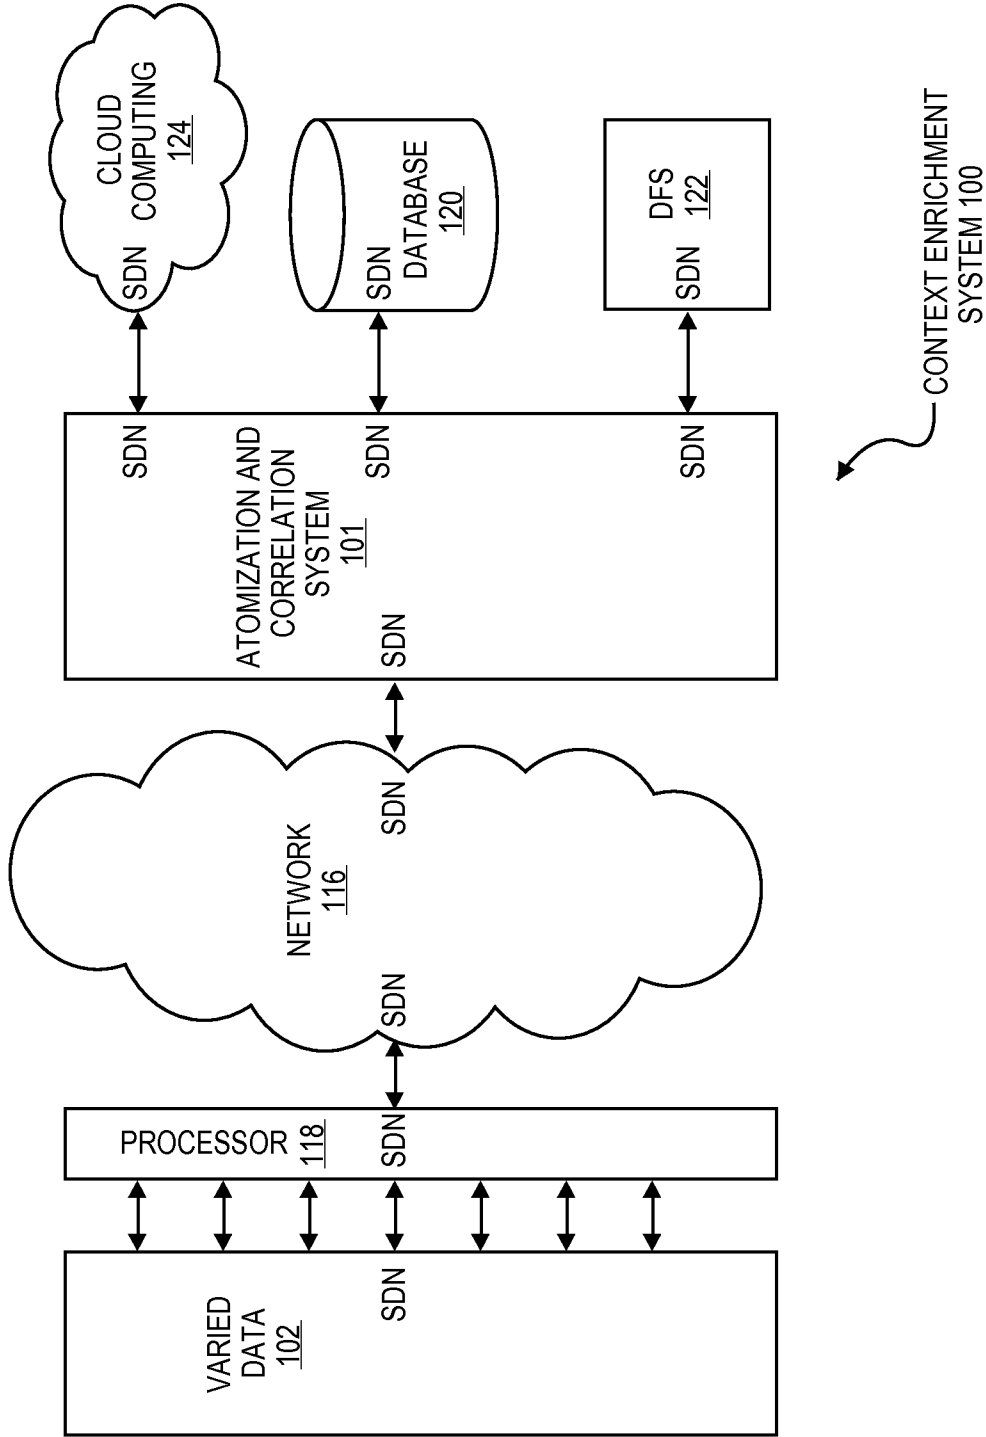 VARIED
DATA
102
SDN
PROCESSOR 118
SDN
NETWORK
116
SDN
SDN
ATOMIZATION AND
CORRELATION
SYSTEM
101
SDN
SDN
SDN
SDN
CLOUD
COMPUTING
124
SDN
DATABASE
120
SDN
DFS
122
SDN
CONTEXT ENRICHMENT
SYSTEM 100